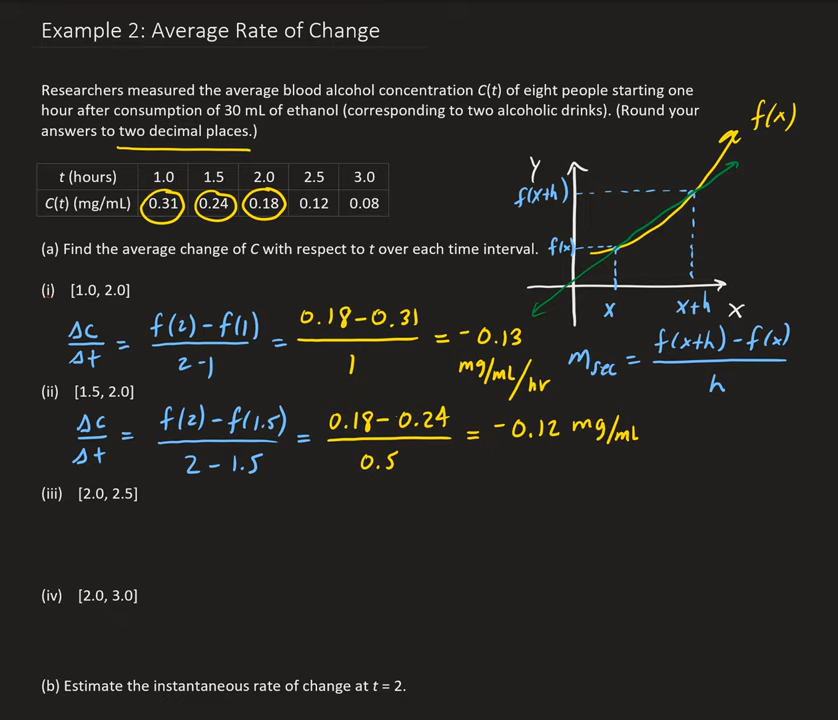 Example 2: Average Rate of Change
Researchers measured the average blood alcohol concentration C(t) of eight people starting one
hour after consumption of 30 mL of ethanol (corresponding to two alcoholic drinks). (Round your
answers to two decimal places.)
f(x)
t (hours) 1.0 1.5 2.0 2.5 3.0
C(t) (mg/mL) 0.31 0.24 0.18 0.12 0.08
Y
f(x+h)
f(x)
x x+h X
(a) Find the average change of C with respect to t over each time interval.
(i) [1.0, 2.0]
Δc/Δt = (f(2) - f(1))/(2-1) = (0.18-0.31)/1 = -0.13 mg/mL/hr
m sec = (f(x+h) - f(x))/h
(ii) [1.5, 2.0]
Δc/Δt = (f(2) - f(1.5))/(2 - 1.5) = (0.18-0.24)/0.5 = -0.12 mg/mL
(iii) [2.0, 2.5]
(iv) [2.0, 3.0]
(b) Estimate the instantaneous rate of change at t = 2.